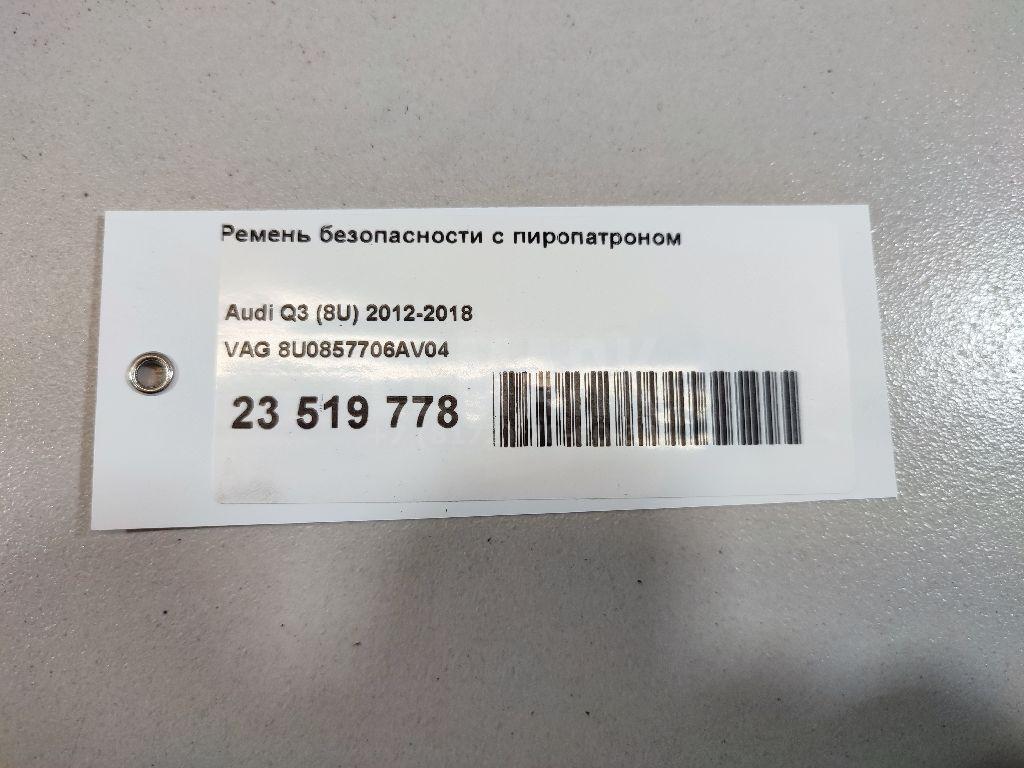 Ремень безопасности с пиропатроном
Audi Q3 (8U) 2012-2018
VAG 8U0857706AV04
23 519 778